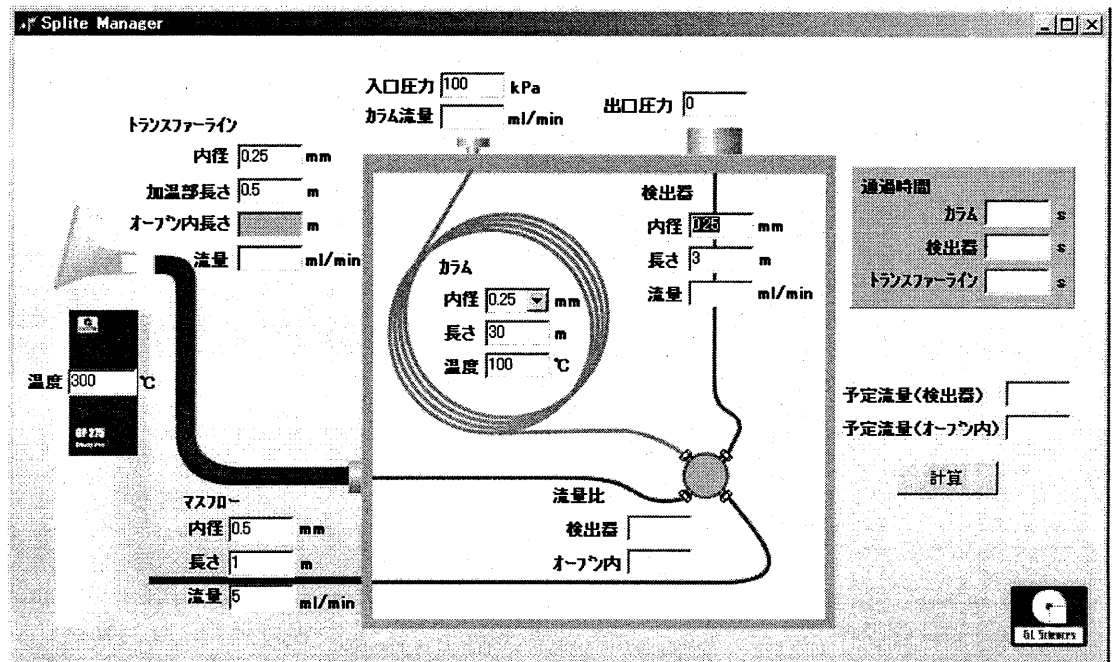 Splite Manager
入口圧力 100 kPa
カラム流量 ml/min
出口圧力 0
トランスファーライン
内径 0.25 mm
加温部長さ 0.5 m
オーブン内長さ m
流量 ml/min
検出器
内径 0.25 mm
長さ 3 m
流量 ml/min
通過時間
カラム s
検出器 s
トランスファーライン s
カラム
内径 0.25 mm
長さ 30 m
温度 100 ℃
温度 300 ℃
予定流量(検出器)
予定流量(オーブン内)
計算
マスフロー
内径 0.5 mm
長さ 1 m
流量 5 ml/min
流量比
検出器
オーブン内
GL Sciences